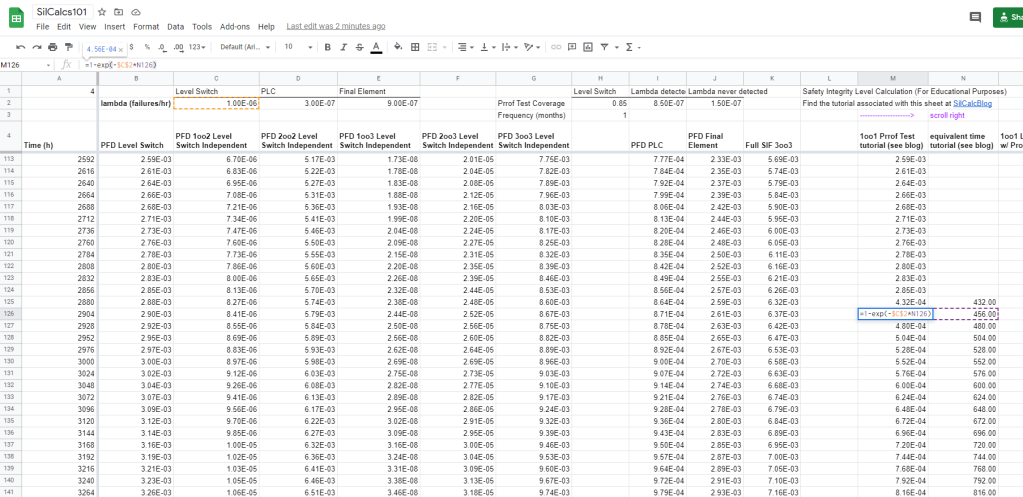 SilCalcs101
File Edit View Insert Format Data Tools Add-ons Help Last edit was 2 minutes ago
Sha
4.56E-04 × $ % .0 .00 123 Default (Ari... 10 B I S A
M126 fx =1-exp(-$C$2*N126)
A B C D E F G H I J K L M N
1 4 Level Switch PLC Final Element Level Switch Lambda detecte Lambda never detected Safety Integrity Level Calculation (For Educational Purposes)
2 lambda (failures/hr) 1.00E-06 3.00E-07 9.00E-07 Prrof Test Coverage 0.85 8.50E-07 1.50E-07 Find the tutorial associated with this sheet at SilCalcBlog
3 Frequency (months) 1 --------------------> scroll right
4 Time (h) PFD Level Switch PFD 1oo2 Level Switch Independent PFD 2oo2 Level Switch Independent PFD 1oo3 Level Switch Independent PFD 2oo3 Level Switch Independent PFD 3oo3 Level Switch Independent PFD PLC PFD Final Element Full SIF 3oo3 1oo1 Prrof Test tutorial (see blog) equivalent time tutorial (see blog) 1oo1 L w/ Pro
113 2592 2.59E-03 6.70E-06 5.17E-03 1.73E-08 2.01E-05 7.75E-03 7.77E-04 2.33E-03 5.69E-03 2.59E-03
114 2616 2.61E-03 6.83E-06 5.22E-03 1.78E-08 2.04E-05 7.82E-03 7.84E-04 2.35E-03 5.74E-03 2.61E-03
115 2640 2.64E-03 6.95E-06 5.27E-03 1.83E-08 2.08E-05 7.89E-03 7.92E-04 2.37E-03 5.79E-03 2.64E-03
116 2664 2.66E-03 7.08E-06 5.31E-03 1.88E-08 2.12E-05 7.96E-03 7.99E-04 2.39E-03 5.84E-03 2.66E-03
117 2688 2.68E-03 7.21E-06 5.36E-03 1.93E-08 2.16E-05 8.03E-03 8.06E-04 2.42E-03 5.90E-03 2.68E-03
118 2712 2.71E-03 7.34E-06 5.41E-03 1.99E-08 2.20E-05 8.10E-03 8.13E-04 2.44E-03 5.95E-03 2.71E-03
119 2736 2.73E-03 7.47E-06 5.46E-03 2.04E-08 2.24E-05 8.17E-03 8.20E-04 2.46E-03 6.00E-03 2.73E-03
120 2760 2.76E-03 7.60E-06 5.50E-03 2.09E-08 2.27E-05 8.25E-03 8.28E-04 2.48E-03 6.05E-03 2.76E-03
121 2784 2.78E-03 7.73E-06 5.55E-03 2.15E-08 2.31E-05 8.32E-03 8.35E-04 2.50E-03 6.11E-03 2.78E-03
122 2808 2.80E-03 7.86E-06 5.60E-03 2.20E-08 2.35E-05 8.39E-03 8.42E-04 2.52E-03 6.16E-03 2.80E-03
123 2832 2.83E-03 8.00E-06 5.65E-03 2.26E-08 2.39E-05 8.46E-03 8.49E-04 2.55E-03 6.21E-03 2.83E-03
124 2856 2.85E-03 8.13E-06 5.70E-03 2.32E-08 2.44E-05 8.53E-03 8.56E-04 2.57E-03 6.26E-03 2.85E-03
125 2880 2.88E-03 8.27E-06 5.74E-03 2.38E-08 2.48E-05 8.60E-03 8.64E-04 2.59E-03 6.32E-03 4.32E-04 432.00
126 2904 2.90E-03 8.41E-06 5.79E-03 2.44E-08 2.52E-05 8.67E-03 8.71E-04 2.61E-03 6.37E-03 =1-exp(-$C$2*N126) 456.00
127 2928 2.92E-03 8.55E-06 5.84E-03 2.50E-08 2.56E-05 8.75E-03 8.78E-04 2.63E-03 6.42E-03 4.80E-04 480.00
128 2952 2.95E-03 8.69E-06 5.89E-03 2.56E-08 2.60E-05 8.82E-03 8.85E-04 2.65E-03 6.47E-03 5.04E-04 504.00
129 2976 2.97E-03 8.83E-06 5.93E-03 2.62E-08 2.64E-05 8.89E-03 8.92E-04 2.67E-03 6.53E-03 5.28E-04 528.00
130 3000 3.00E-03 8.97E-06 5.98E-03 2.69E-08 2.69E-05 8.96E-03 9.00E-04 2.70E-03 6.58E-03 5.52E-04 552.00
131 3024 3.02E-03 9.12E-06 6.03E-03 2.75E-08 2.73E-05 9.03E-03 9.07E-04 2.72E-03 6.63E-03 5.76E-04 576.00
132 3048 3.04E-03 9.26E-06 6.08E-03 2.82E-08 2.77E-05 9.10E-03 9.14E-04 2.74E-03 6.68E-03 6.00E-04 600.00
133 3072 3.07E-03 9.41E-06 6.13E-03 2.89E-08 2.82E-05 9.17E-03 9.21E-04 2.76E-03 6.74E-03 6.24E-04 624.00
134 3096 3.09E-03 9.56E-06 6.17E-03 2.95E-08 2.86E-05 9.24E-03 9.28E-04 2.78E-03 6.79E-03 6.48E-04 648.00
135 3120 3.12E-03 9.70E-06 6.22E-03 3.02E-08 2.91E-05 9.32E-03 9.36E-04 2.80E-03 6.84E-03 6.72E-04 672.00
136 3144 3.14E-03 9.85E-06 6.27E-03 3.09E-08 2.95E-05 9.39E-03 9.43E-04 2.83E-03 6.89E-03 6.96E-04 696.00
137 3168 3.16E-03 1.00E-05 6.32E-03 3.16E-08 3.00E-05 9.46E-03 9.50E-04 2.85E-03 6.95E-03 7.20E-04 720.00
138 3192 3.19E-03 1.02E-05 6.36E-03 3.24E-08 3.04E-05 9.53E-03 9.57E-04 2.87E-03 7.00E-03 7.44E-04 744.00
139 3216 3.21E-03 1.03E-05 6.41E-03 3.31E-08 3.09E-05 9.60E-03 9.64E-04 2.89E-03 7.05E-03 7.68E-04 768.00
140 3240 3.23E-03 1.05E-05 6.46E-03 3.38E-08 3.13E-05 9.67E-03 9.72E-04 2.91E-03 7.10E-03 7.92E-04 792.00
141 3264 3.26E-03 1.06E-05 6.51E-03 3.46E-08 3.18E-05 9.74E-03 9.79E-04 2.93E-03 7.16E-03 8.16E-04 816.00